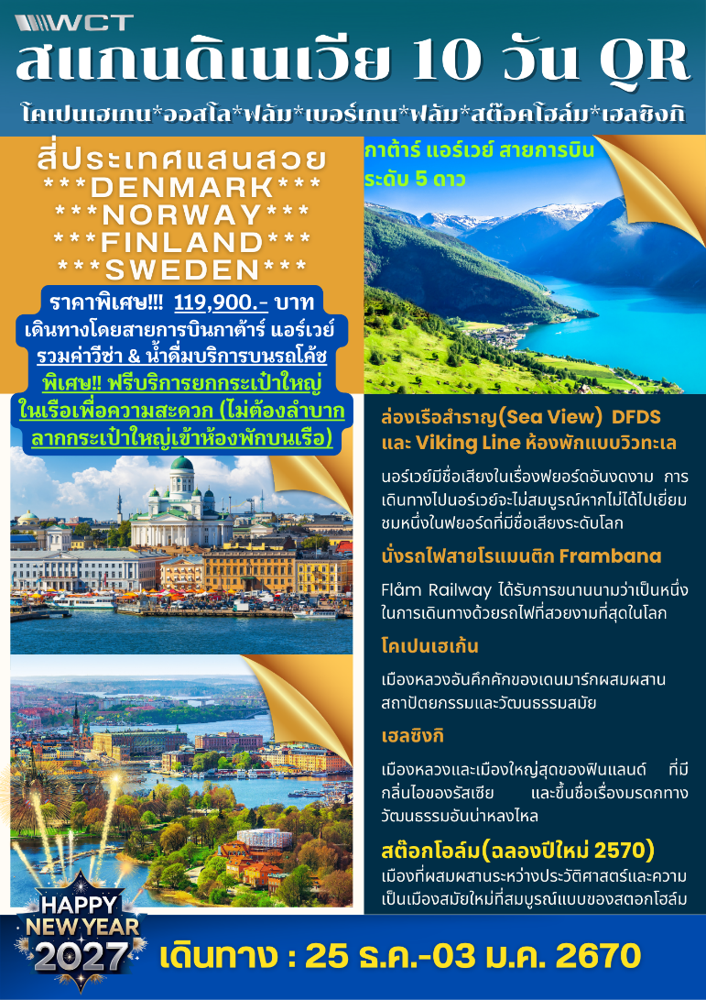 WCT
สแกนดิเนเวีย 10 วัน QR
โคเปนเฮเกน*ออสโล*ฟลัม*เบอร์เกน*ฟลัม*สต๊อคโฮล์ม*เฮลซิงกิ
สี่ประเทศแสนสวย
***DENMARK***
***NORWAY***
***FINLAND***
***SWEDEN***
ราคาพิเศษ!!! 119,900.- บาท
เดินทางโดยสายการบินกาต้าร์ แอร์เวย์
รวมค่าวีซ่า & น้ำดื่มบริการบนรถโค้ช
พิเศษ!! ฟรีบริการยกกระเป๋าใหญ่
ในเรือเพื่อความสะดวก (ไม่ต้องลำบาก
ลากกระเป๋าใหญ่เข้าห้องพักบนเรือ)
กาต้าร์ แอร์เวย์ สายการบิน
ระดับ 5 ดาว
ล่องเรือสำราญ(Sea View) DFDS
และ Viking Line ห้องพักแบบวิวทะเล
นอร์เวย์มีชื่อเสียงในเรื่องฟยอร์ดอันงดงาม การ
เดินทางไปนอร์เวย์จะไม่สมบูรณ์หากไม่ได้ไปเยี่ยม
ชมหนึ่งในฟยอร์ดที่มีชื่อเสียงระดับโลก
นั่งรถไฟสายโรแมนติก Frambana
Flåm Railway ได้รับการขนานนามว่าเป็นหนึ่ง
ในการเดินทางด้วยรถไฟที่สวยงามที่สุดในโลก
โคเปนเฮเก้น
เมืองหลวงอันคึกคักของเดนมาร์กผสมผสาน
สถาปัตยกรรมและวัฒนธรรมสมัย
เฮลซิงกิ
เมืองหลวงและเมืองใหญ่สุดของฟินแลนด์ ที่มี
กลิ่นไอของรัสเซีย และขึ้นชื่อเรื่องมรดกทาง
วัฒนธรรมอันน่าหลงไหล
สต๊อกโอล์ม(ฉลองปีใหม่ 2570)
เมืองที่ผสมผสานระหว่างประวัติศาสตร์และความ
เป็นเมืองสมัยใหม่ที่สมบูรณ์แบบของสตอกโฮล์ม
HAPPY
NEW YEAR
2027
เดินทาง : 25 ธ.ค.-03 ม.ค. 2670